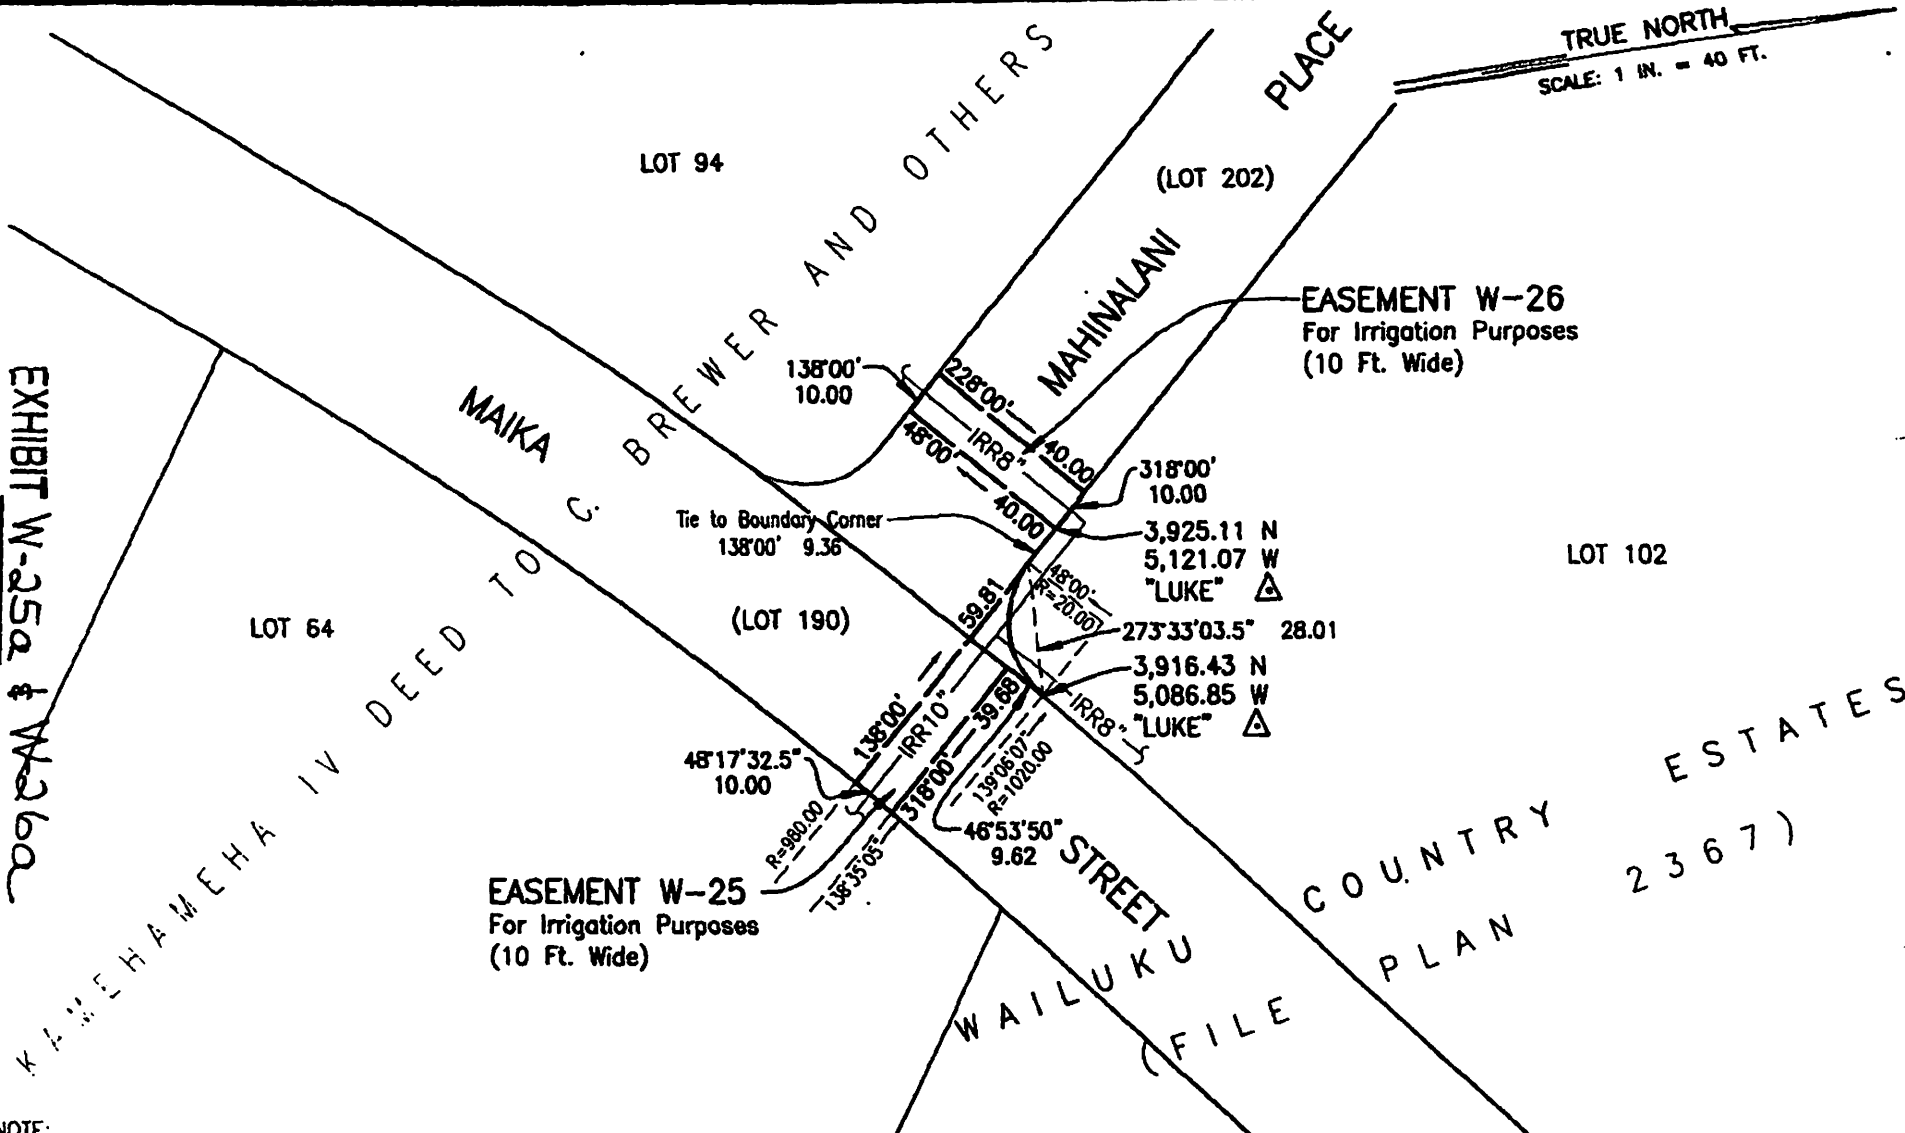 TRUE NORTH
SCALE: 1 IN. = 40 FT.
PLACE
LOT 94
(LOT 202)
MAHINALANI
EASEMENT W-26
For Irrigation Purposes
(10 Ft. Wide)
138°00'
10.00
228°00'
40.00
IRR8"
48°00'
40.00
318°00'
10.00
MAIKA
Tie to Boundary Corner
138°00' 9.36
3,925.11 N
5,121.07 W
"LUKE"
LOT 102
48°00'
R=20.00
59.81
(LOT 190)
LOT 64
273°33'03.5" 28.01
3,916.43 N
5,086.85 W
"LUKE"
IRR8"
138°00'
IRR10"
39.68
318°00'
48°17'32.5"
10.00
139°06'07"
R=1020.00
R=980.00
138°35'05"
46°53'50"
9.62
STREET
EASEMENT W-25
For Irrigation Purposes
(10 Ft. Wide)
KAMEHAMEHA IV DEED TO C. BREWER AND OTHERS
WAILUKU COUNTRY ESTATES
(FILE PLAN 2367)
EXHIBIT W-25a & W-26a
NOTE: